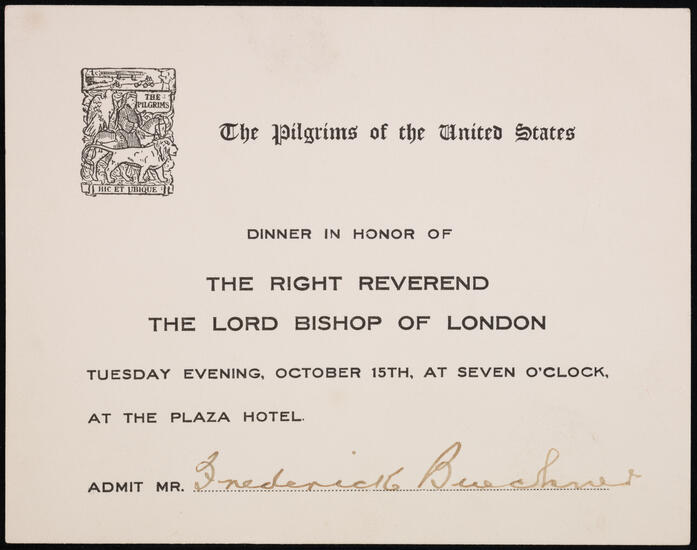 THE
PILGRIMS
HIC ET UBIQUE
The Pilgrims of the United States
DINNER IN HONOR OF
THE RIGHT REVEREND
THE LORD BISHOP OF LONDON
TUESDAY EVENING, OCTOBER 15TH, AT SEVEN O'CLOCK,
AT THE PLAZA HOTEL.
ADMIT MR. Frederick Buechner